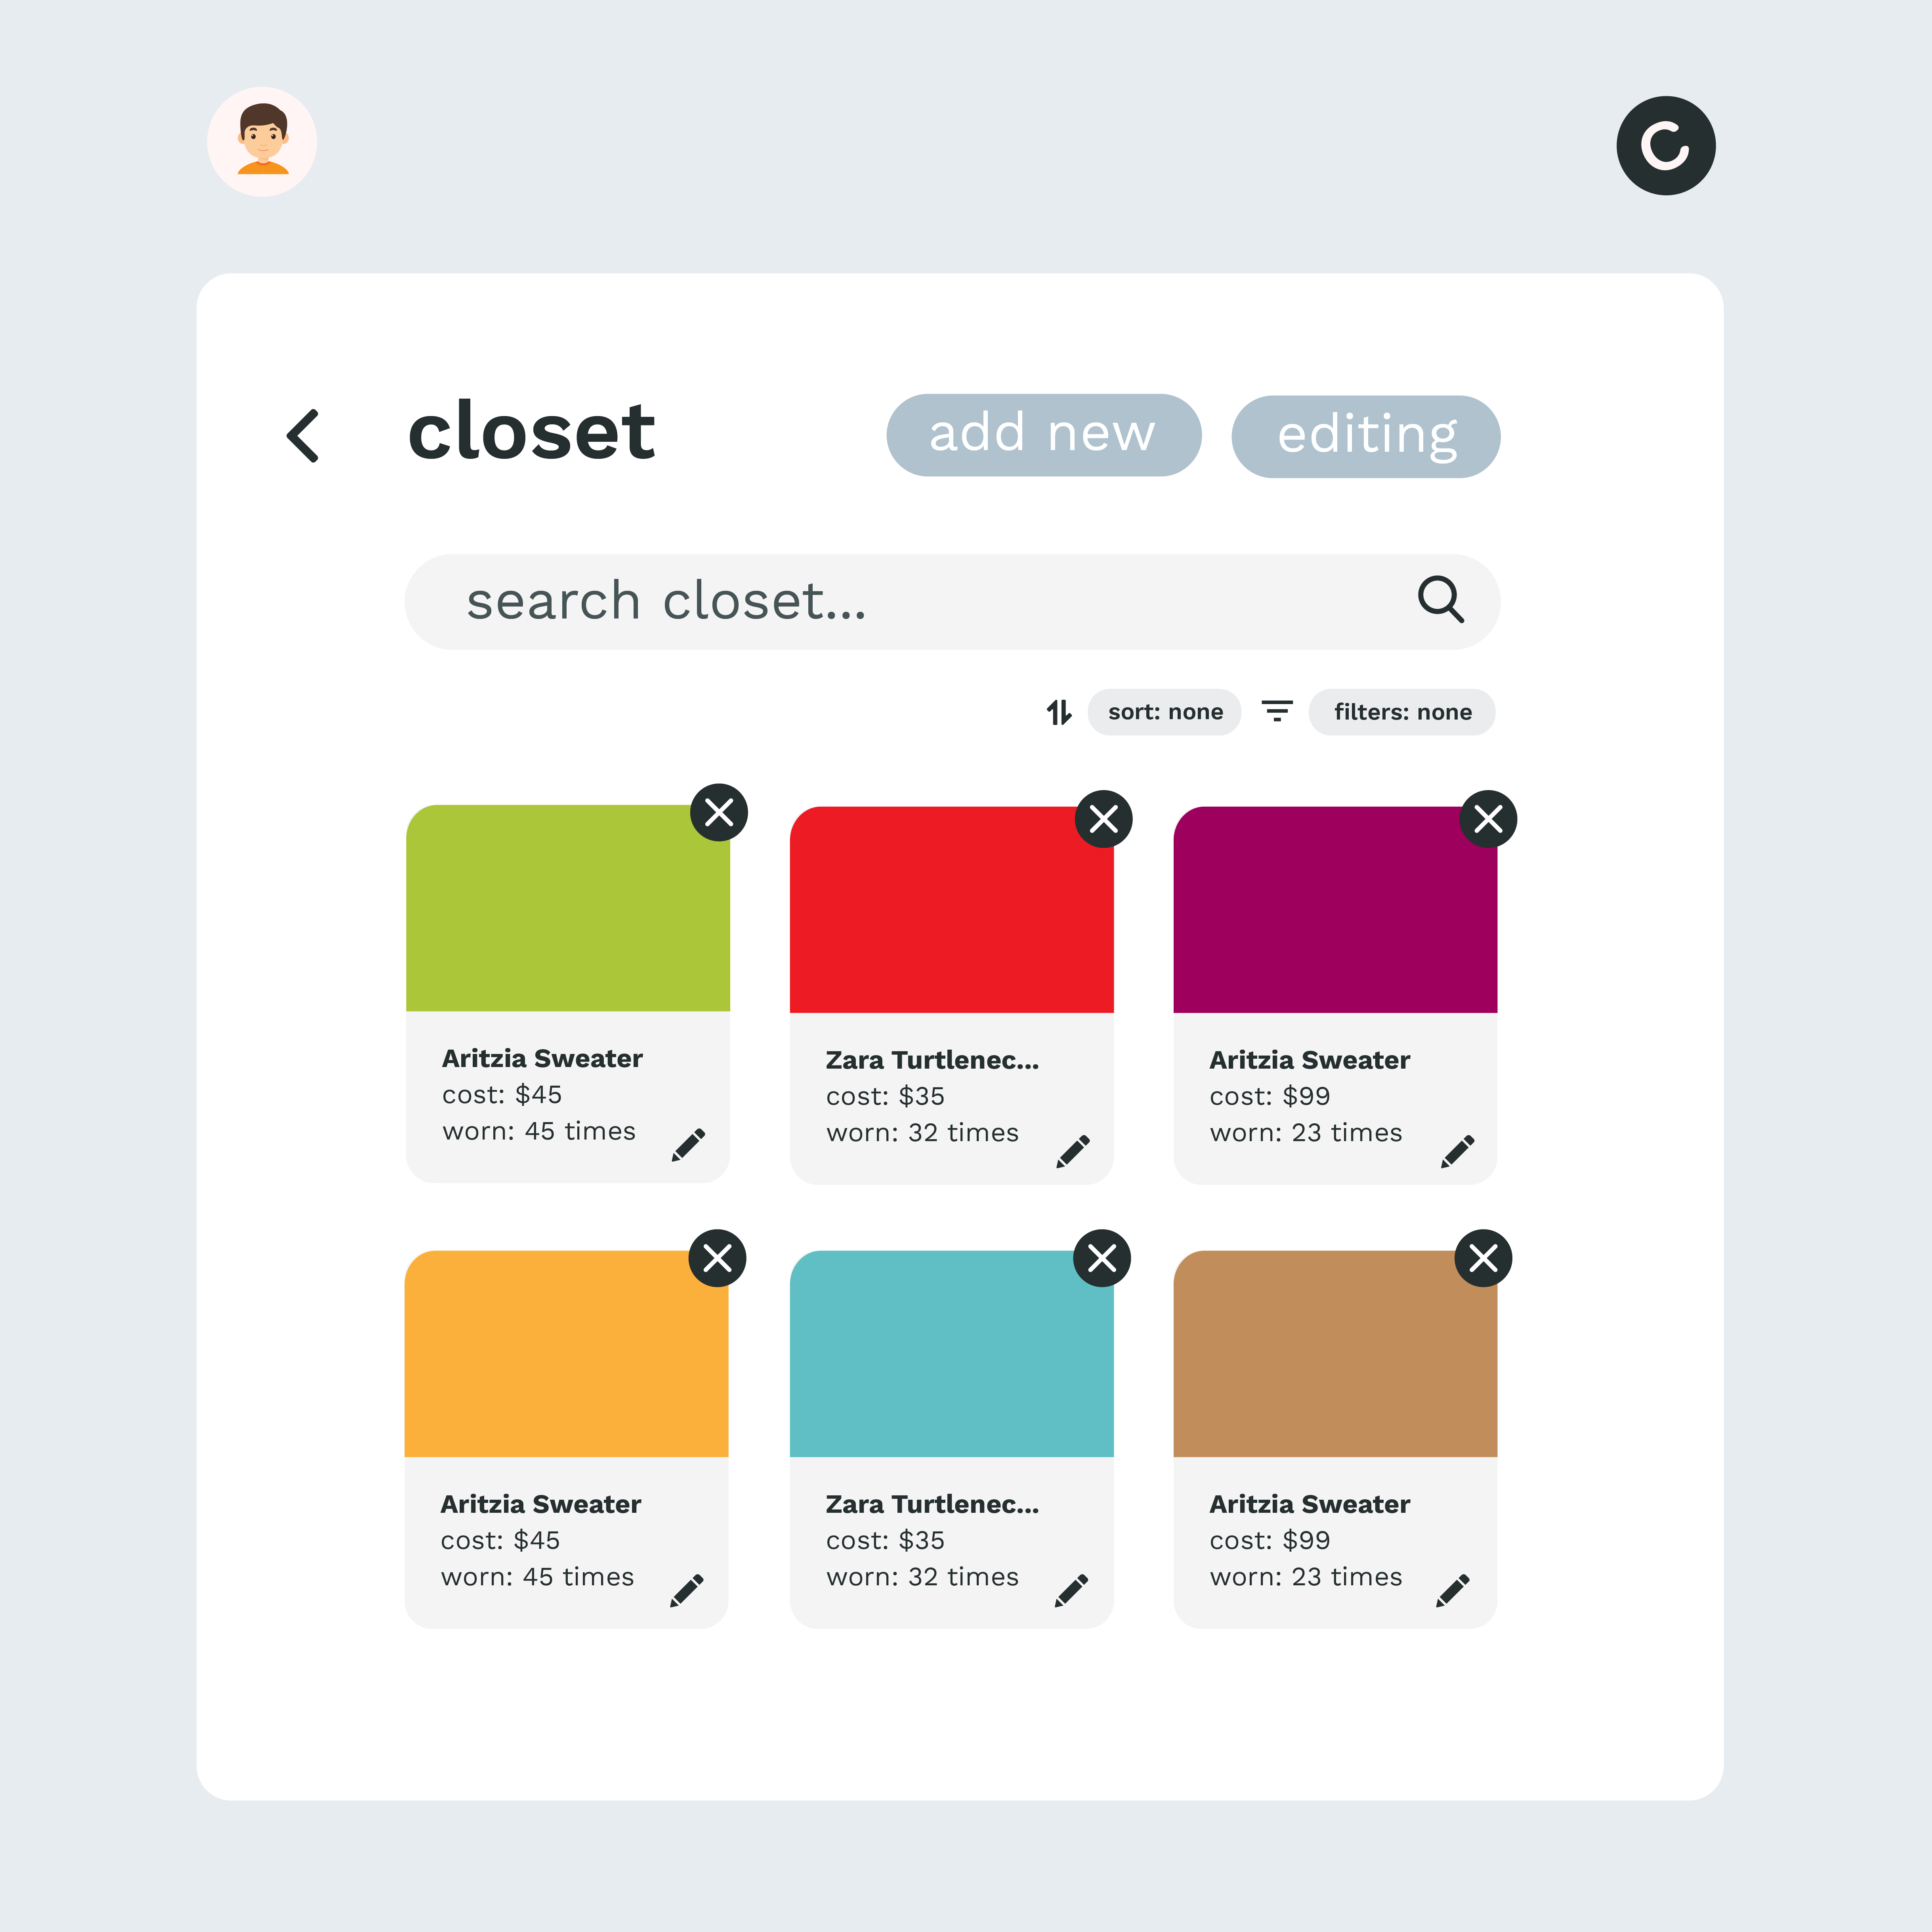 C
closet
add new
editing
search closet...
sort: none
filters: none
Aritzia Sweater
cost: $45
worn: 45 times
Zara Turtlenec...
cost: $35
worn: 32 times
Aritzia Sweater
cost: $99
worn: 23 times
Aritzia Sweater
cost: $45
worn: 45 times
Zara Turtlenec...
cost: $35
worn: 32 times
Aritzia Sweater
cost: $99
worn: 23 times